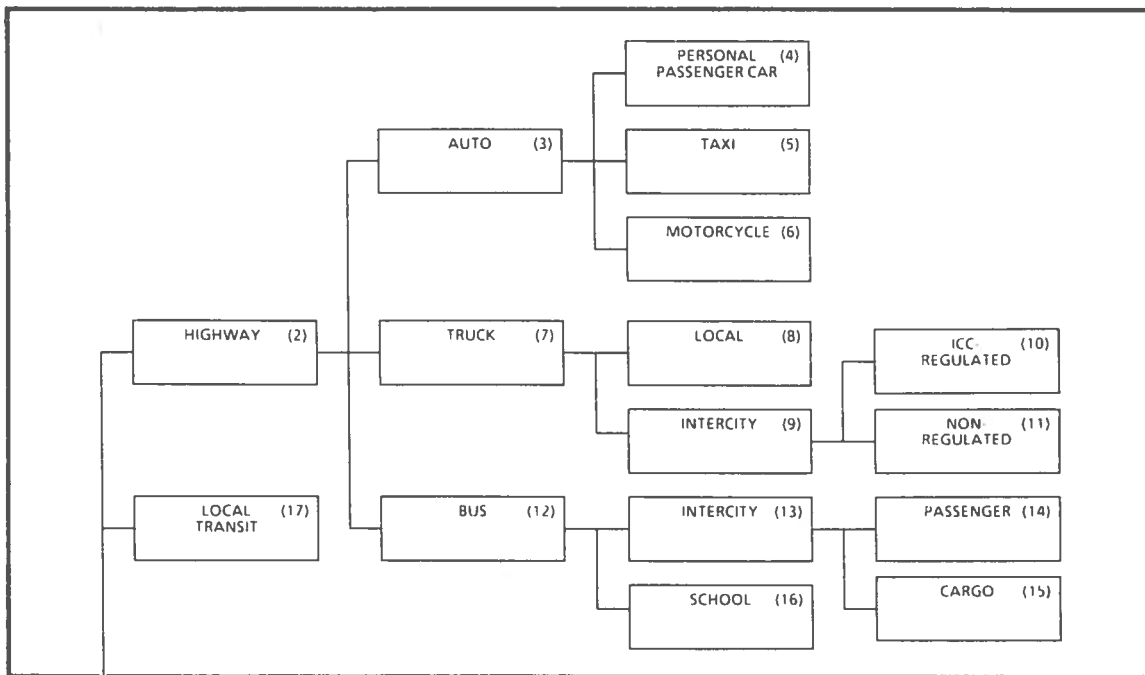 PERSONAL (4)
PASSENGER CAR
AUTO (3)
TAXI (5)
MOTORCYCLE (6)
HIGHWAY (2)
TRUCK (7)
LOCAL (8)
ICC-
REGULATED (10)
INTERCITY (9)
NON-
REGULATED (11)
LOCAL
TRANSIT (17)
BUS (12)
INTERCITY (13)
PASSENGER (14)
SCHOOL (16)
CARGO (15)